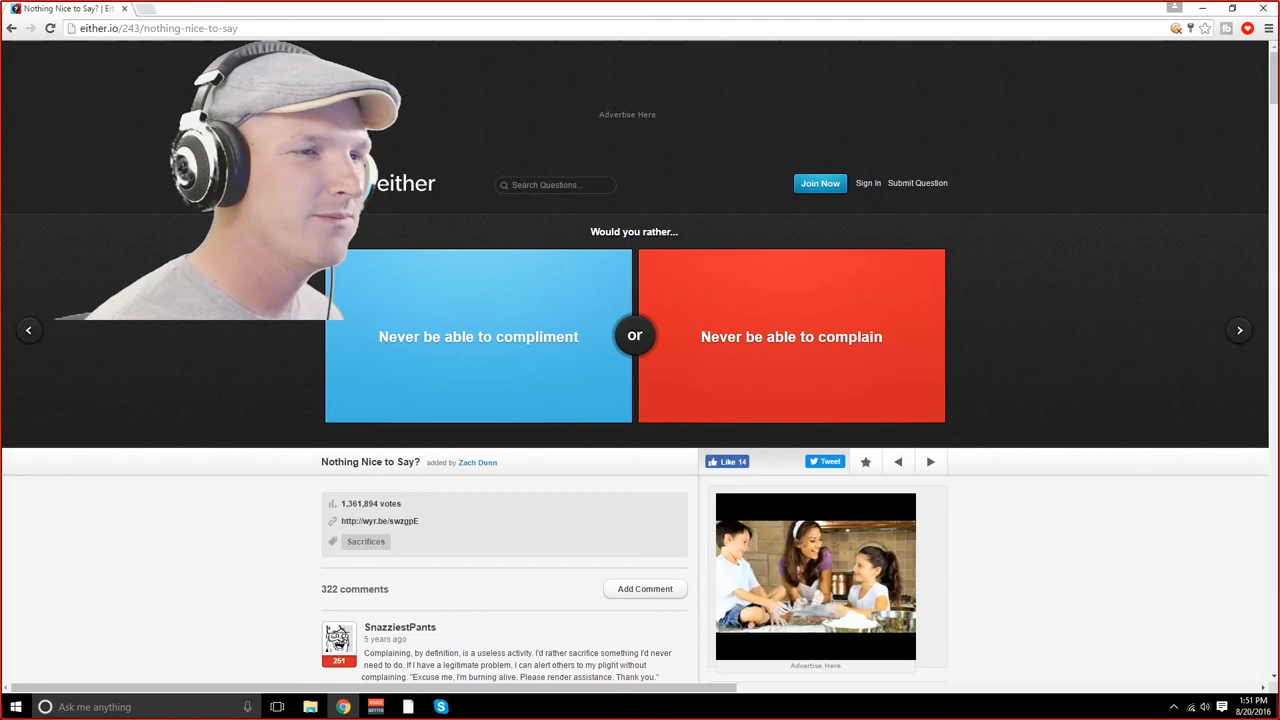 Nothing Nice to Say? | Eit
either.io/243/nothing-nice-to-say
Advertise Here
either
Search Questions...
Join Now
Sign In
Submit Question
Would you rather...
Never be able to compliment
or
Never be able to complain
Nothing Nice to Say? added by Zach Dunn
Like 14
Tweet
1,361,894 votes
http://wyr.be/swzgpE
Sacrifices
322 comments
Add Comment
SnazziestPants
5 years ago
251
Complaining, by definition, is a useless activity. I'd rather sacrifice something I'd never
need to do. If I have a legitimate problem, I can alert others to my plight without
complaining. "Excuse me, I'm burning alive. Please render assistance. Thank you."
Advertise Here
Ask me anything
1:51 PM
8/20/2016